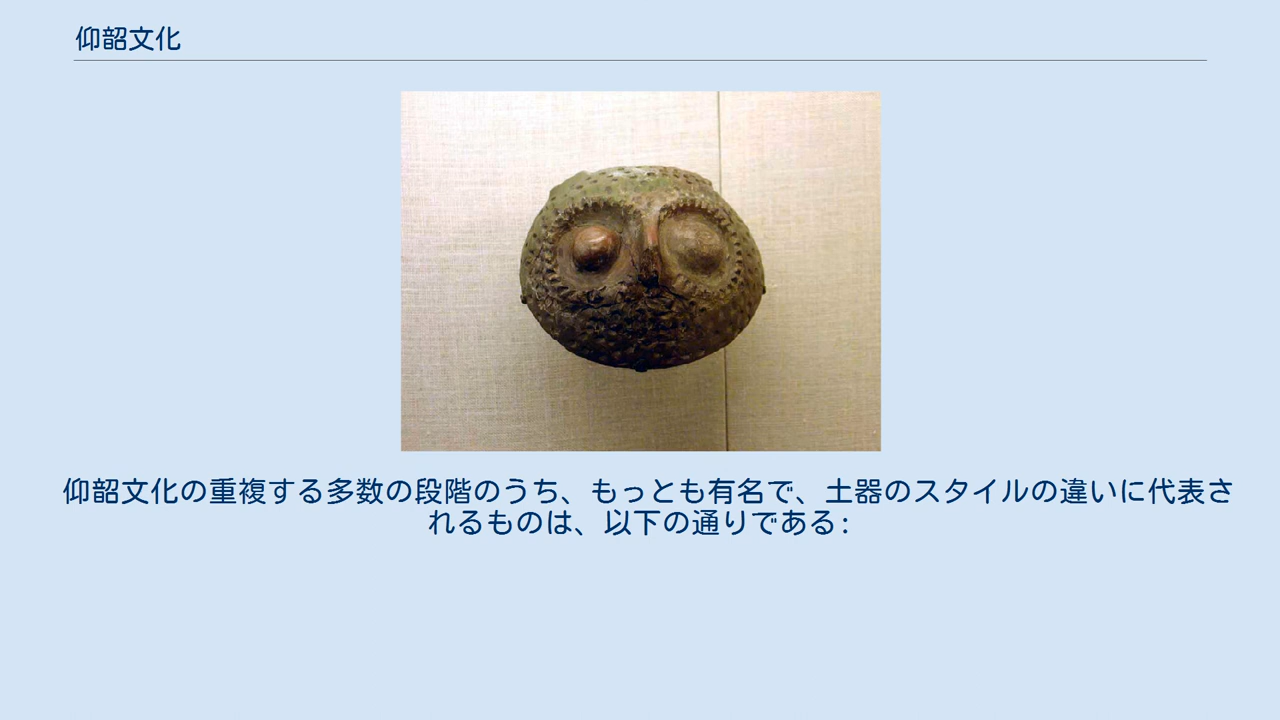 仰韶文化
仰韶文化の重複する多数の段階のうち、もっとも有名で、土器のスタイルの違いに代表さ
れるものは、以下の通りである: